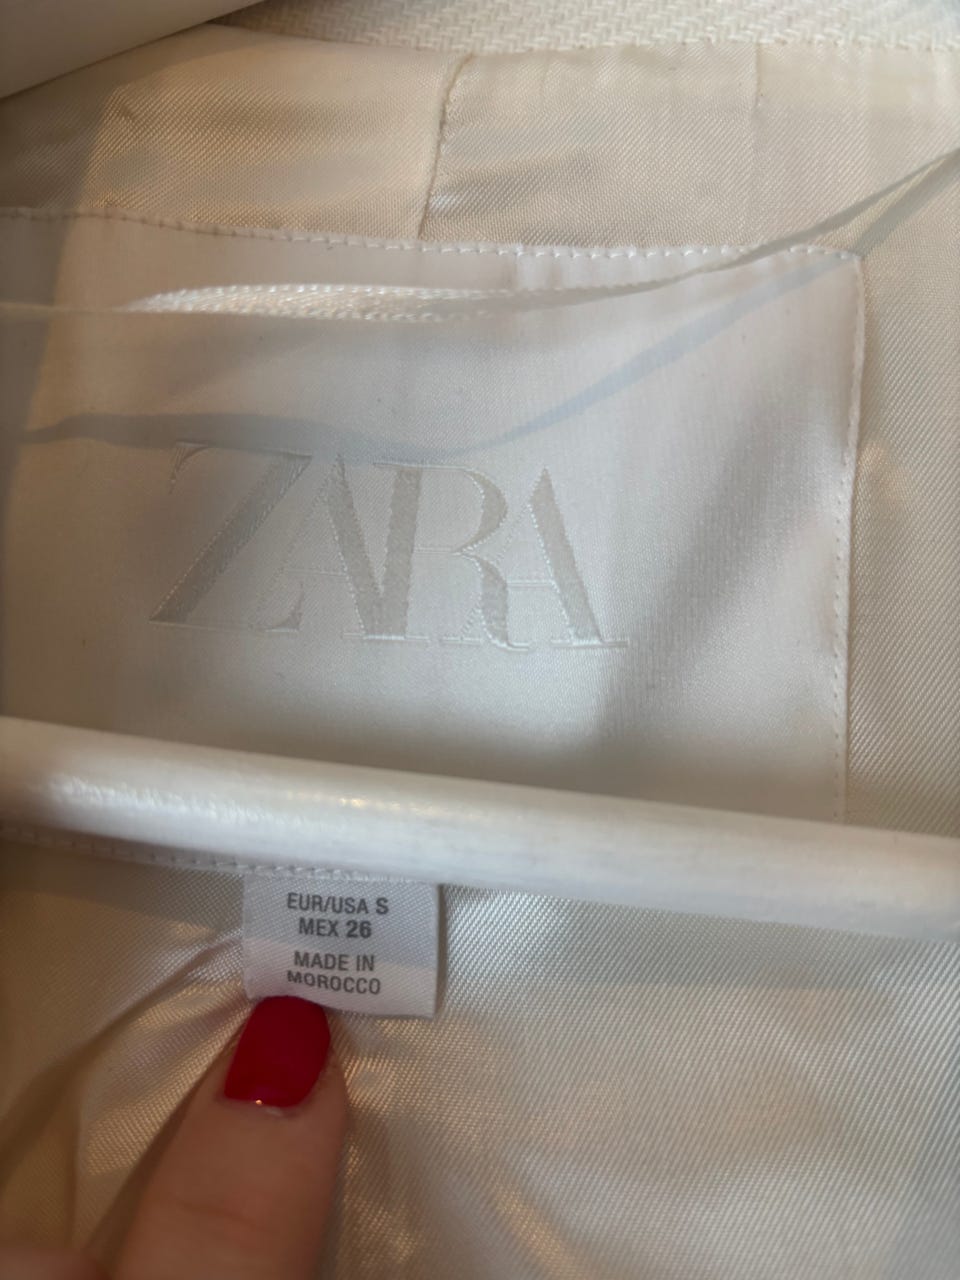 ZARA
EUR/USA S
MEX 26
MADE IN
MOROCCO